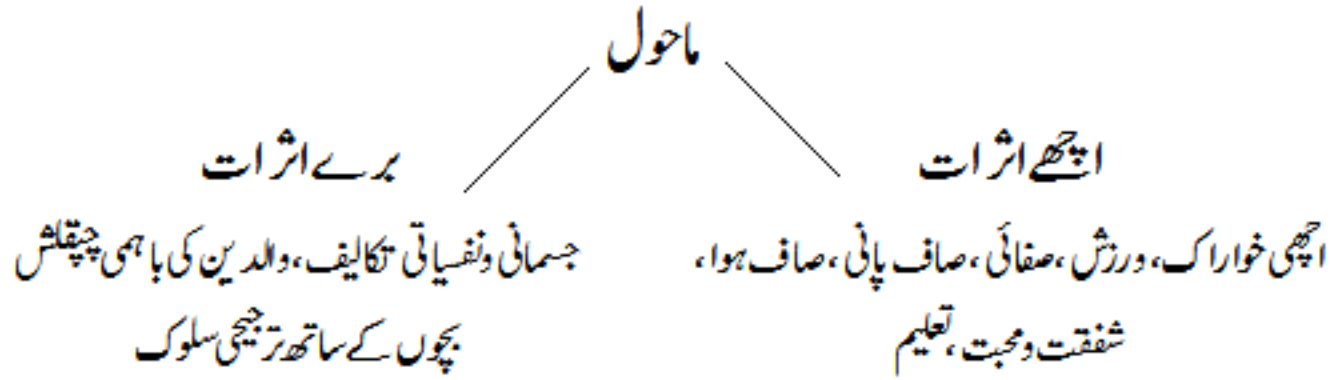 ماحول
اچھے اثرات
برے اثرات
اچھی خواراک، ورزش، صفائی، صاف پانی، صاف ہوا،
شفقت ومحبت، تعلیم
جسمانی ونفسیاتی تکالیف، والدین کی باہمی چپقلش
بچوں کے ساتھ ترجیحی سلوک